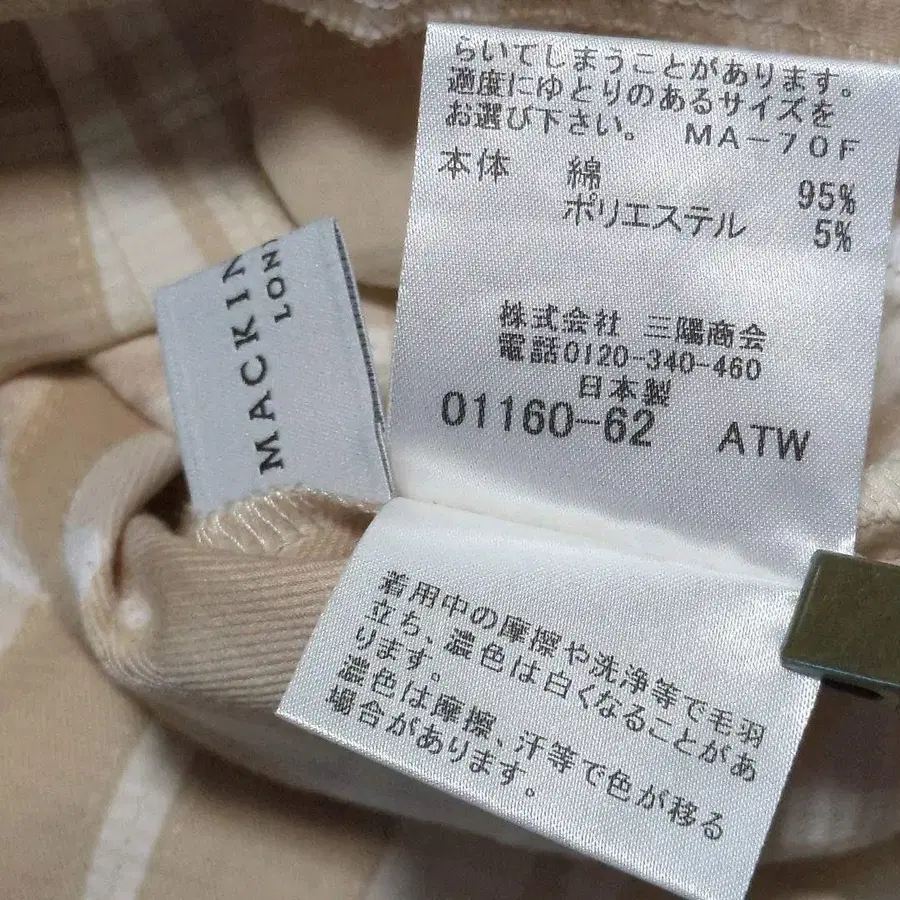 らいてしまうことがあります。
適度にゆとりのあるサイズを
お選び下さい。 MA-70F
本体 綿 95%
ポリエステル 5%
株式会社 三陽商会
電話0120-340-460
日本製
01160-62 ATW
MACKIN
LON
着用中の摩擦や洗浄等で毛羽
立ち、濃色は白くなることがあ
ります。
濃色は摩擦、汗等で色が移る
場合があります。